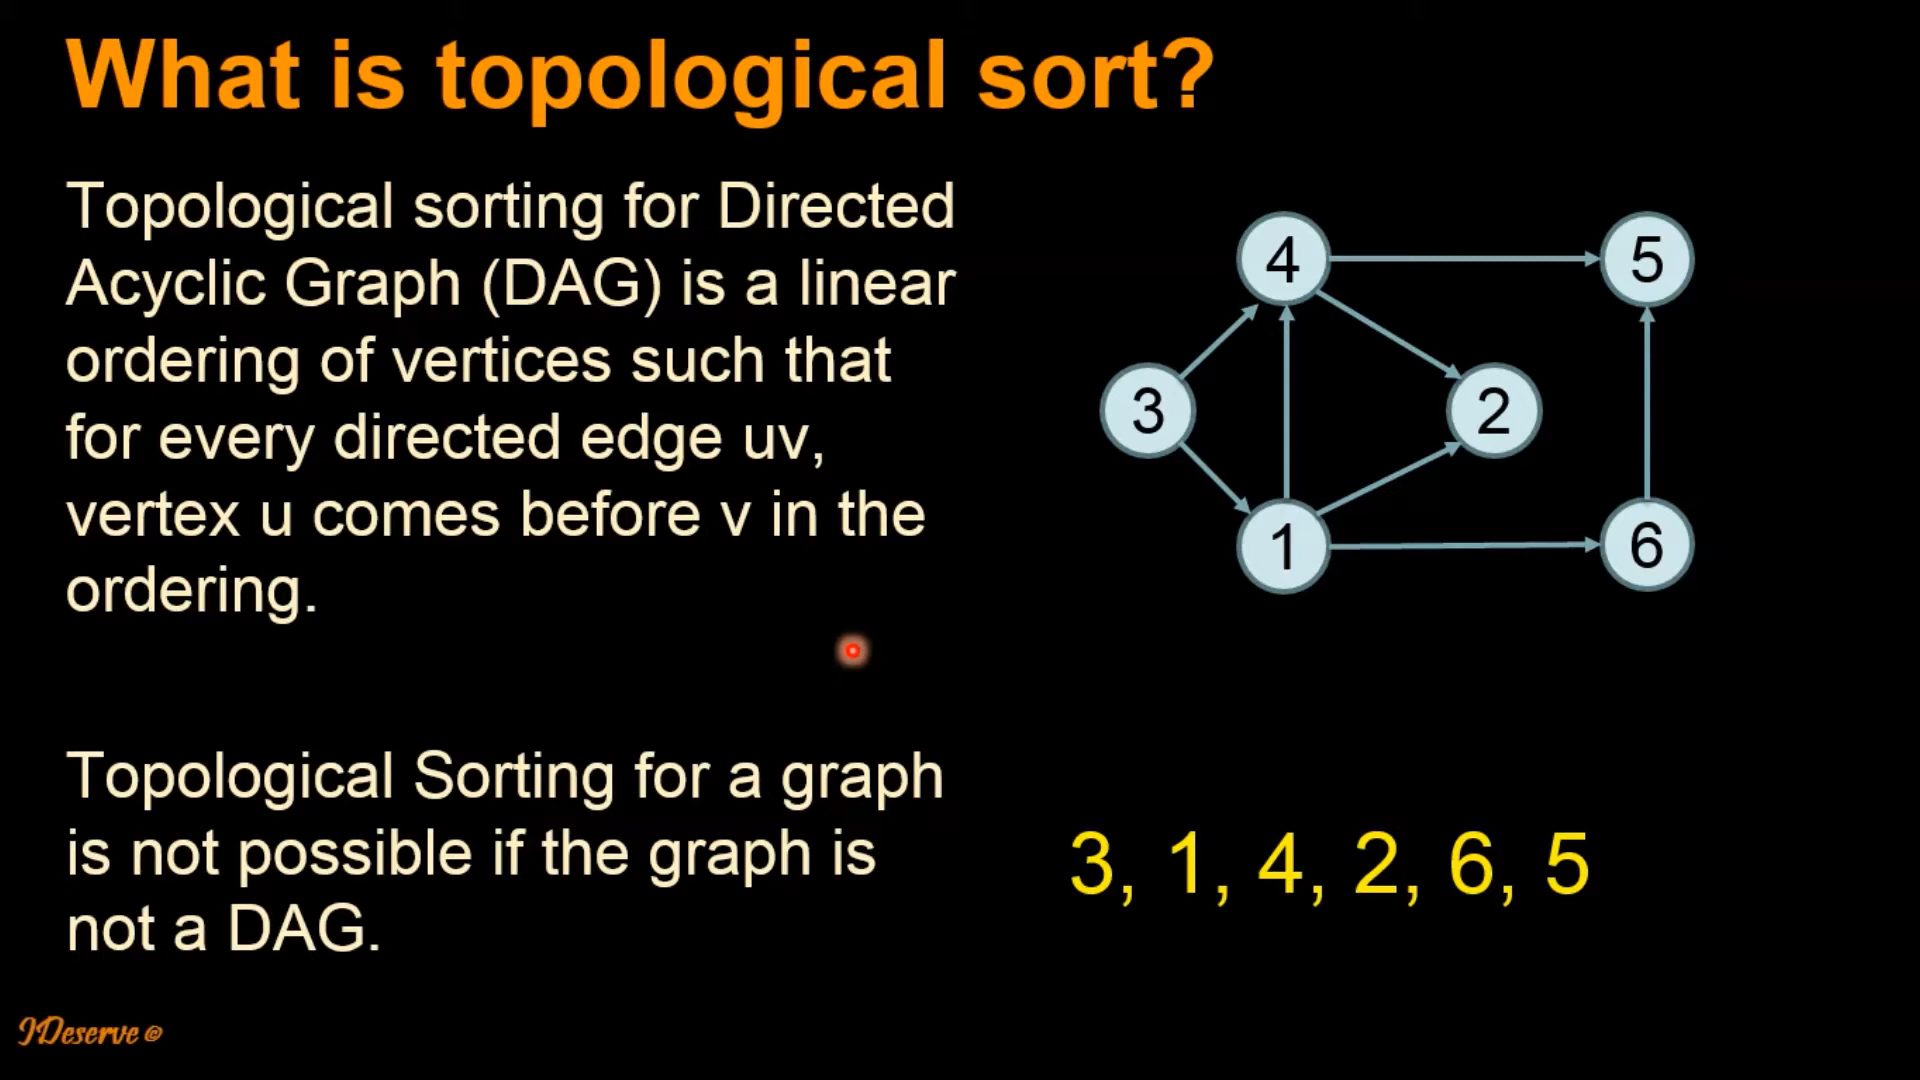 What is topological sort?
Topological sorting for Directed
Acyclic Graph (DAG) is a linear
ordering of vertices such that
for every directed edge uv,
vertex u comes before v in the
ordering.
Topological Sorting for a graph
is not possible if the graph is
not a DAG.
4
5
3
2
1
6
3, 1, 4, 2, 6, 5
IDeserve ©